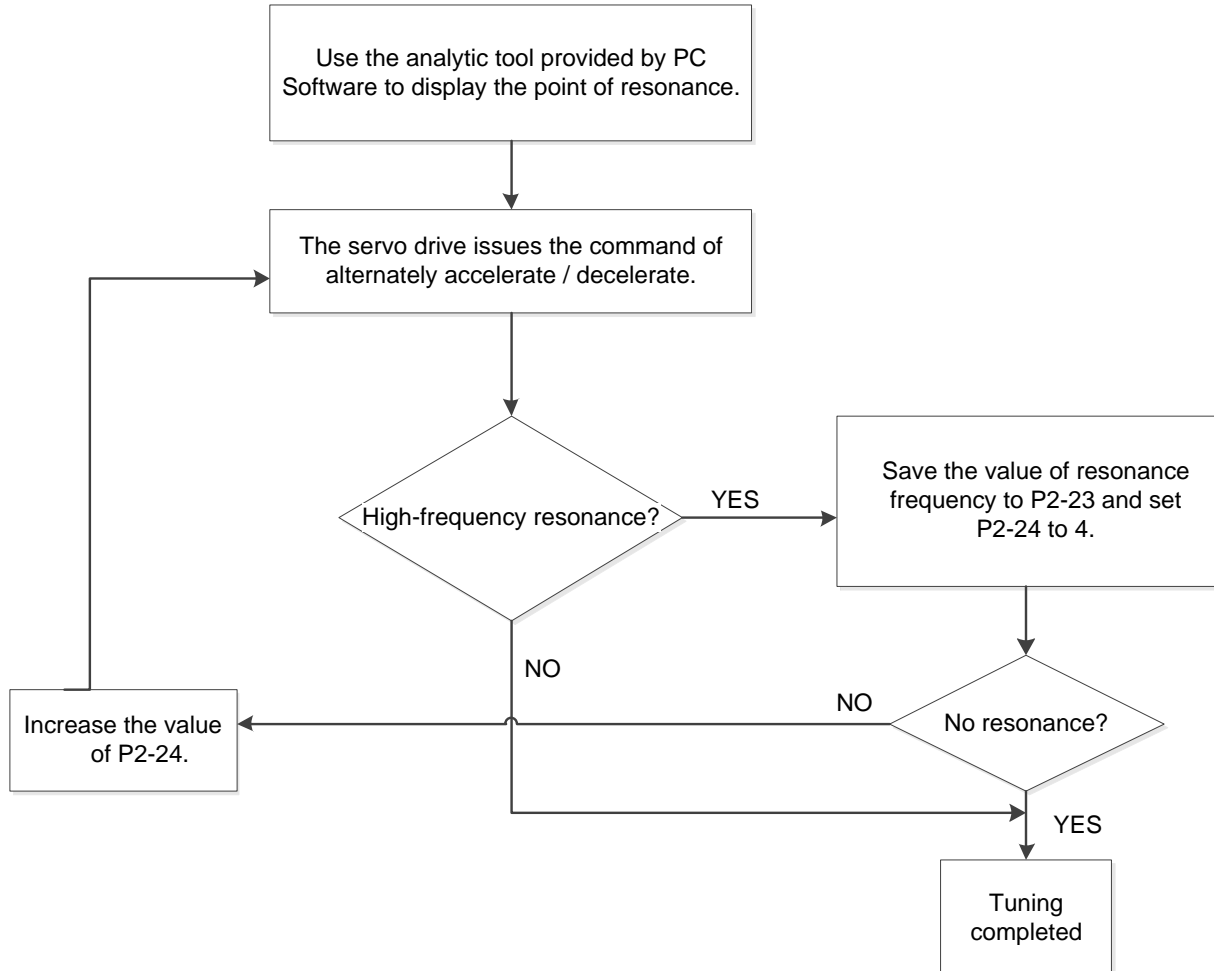 Use the analytic tool provided by PC
Software to display the point of resonance.
The servo drive issues the command of
alternately accelerate / decelerate.
High-frequency resonance?
YES
Save the value of resonance
frequency to P2-23 and set
P2-24 to 4.
NO
NO
No resonance?
Increase the value
of P2-24.
YES
Tuning
completed